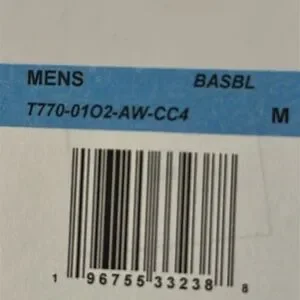 MENS BASBL
T770-01O2-AW-CC4 M
1 96755 33238 8